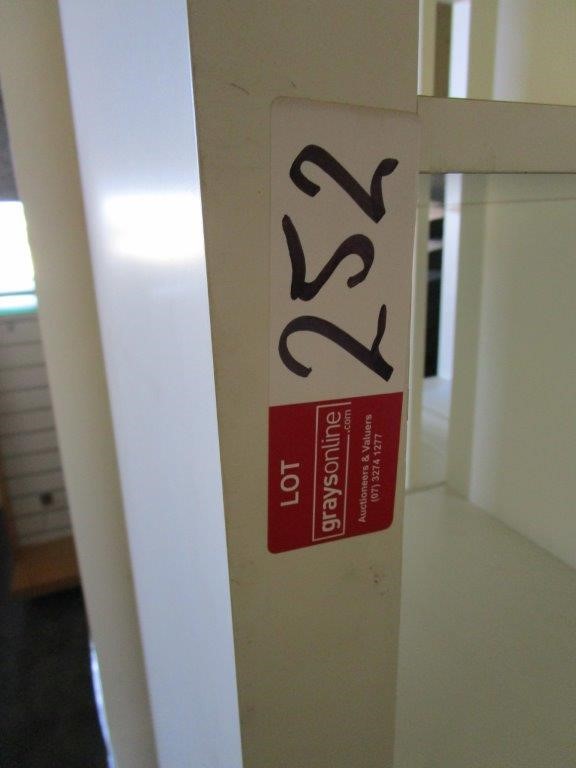 LOT
graysonline
.com
Auctioneers & Valuers
(07) 3274 1277
252